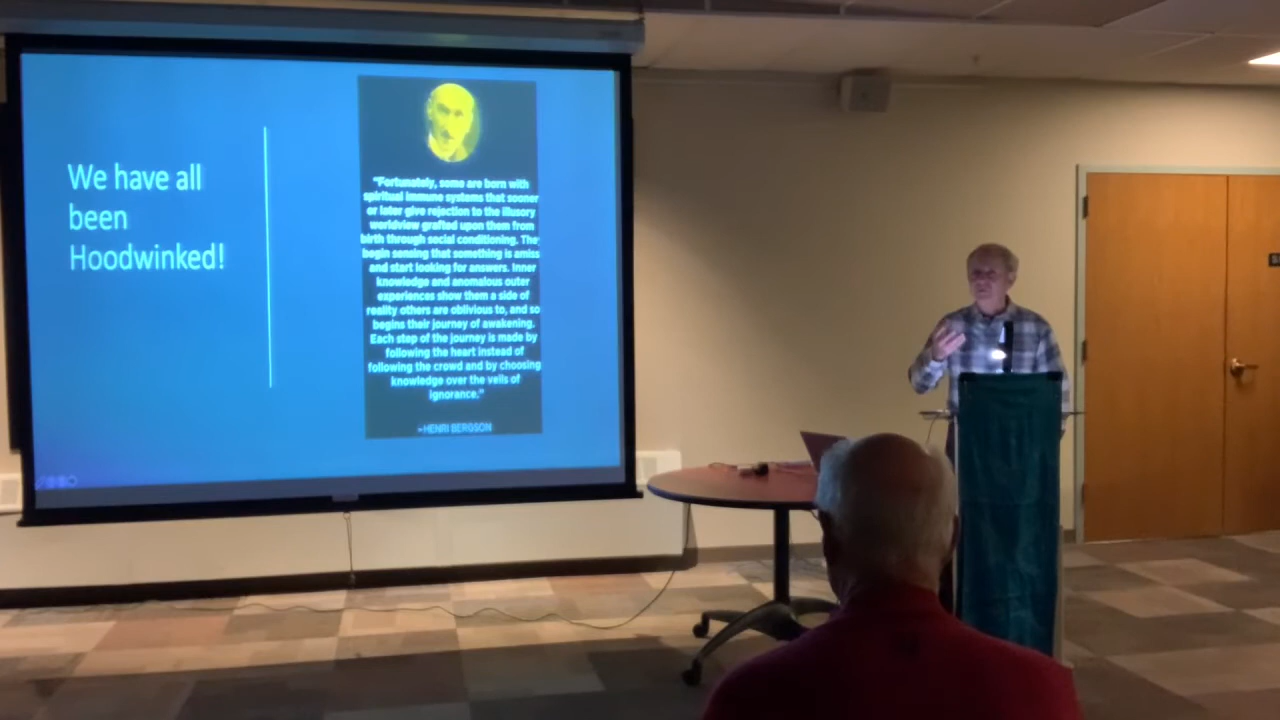 We have all
been
Hoodwinked!
"Fortunately, some are born with
spiritual immune systems that sooner
or later give rejection to the illusory
worldview grafted upon them from
birth through social conditioning. They
begin sensing that something is amiss
and start looking for answers. Inner
knowledge and anomalous outer
experiences show them a side of
reality others are oblivious to, and so
begins their journey of awakening.
Each step of the journey is made by
following the heart instead of
following the crowd and by choosing
knowledge over the veils of
ignorance."
~HENRI BERGSON